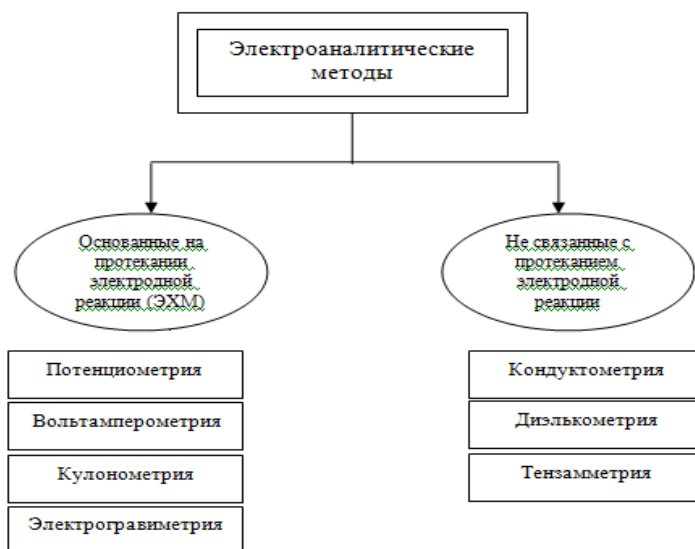 Электроаналитические
методы
Основанные на
протекании
электродной
реакции (ЭХМ)
Не связанные с
протеканием
электродной
реакции
Потенциометрия
Вольтамперометрия
Кулонометрия
Электрогравиметрия
Кондуктометрия
Диэлькометрия
Тензамметрия